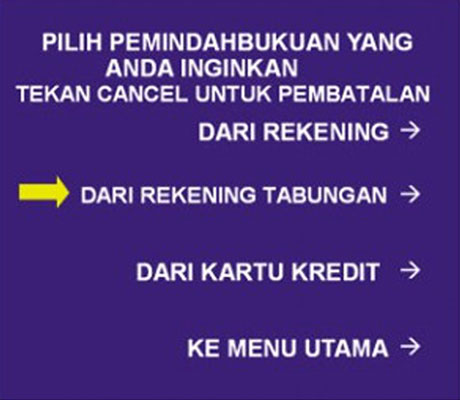 PILIH PEMINDAHBUKUAN YANG
ANDA INGINKAN
TEKAN CANCEL UNTUK PEMBATALAN
DARI REKENING →
DARI REKENING TABUNGAN →
DARI KARTU KREDIT →
KE MENU UTAMA →